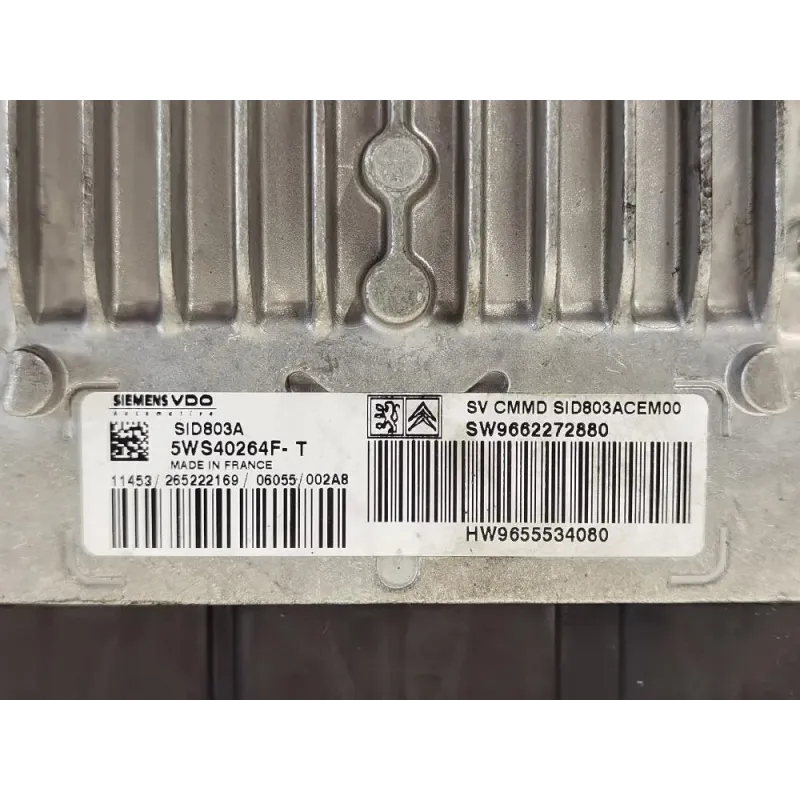 SIEMENS VDO
Automotive
SID803A
5WS40264F- T
MADE IN FRANCE
11453/ 265222169/ 06055/002A8
SV CMMD SID803ACEM00
SW9662272880
HW9655534080